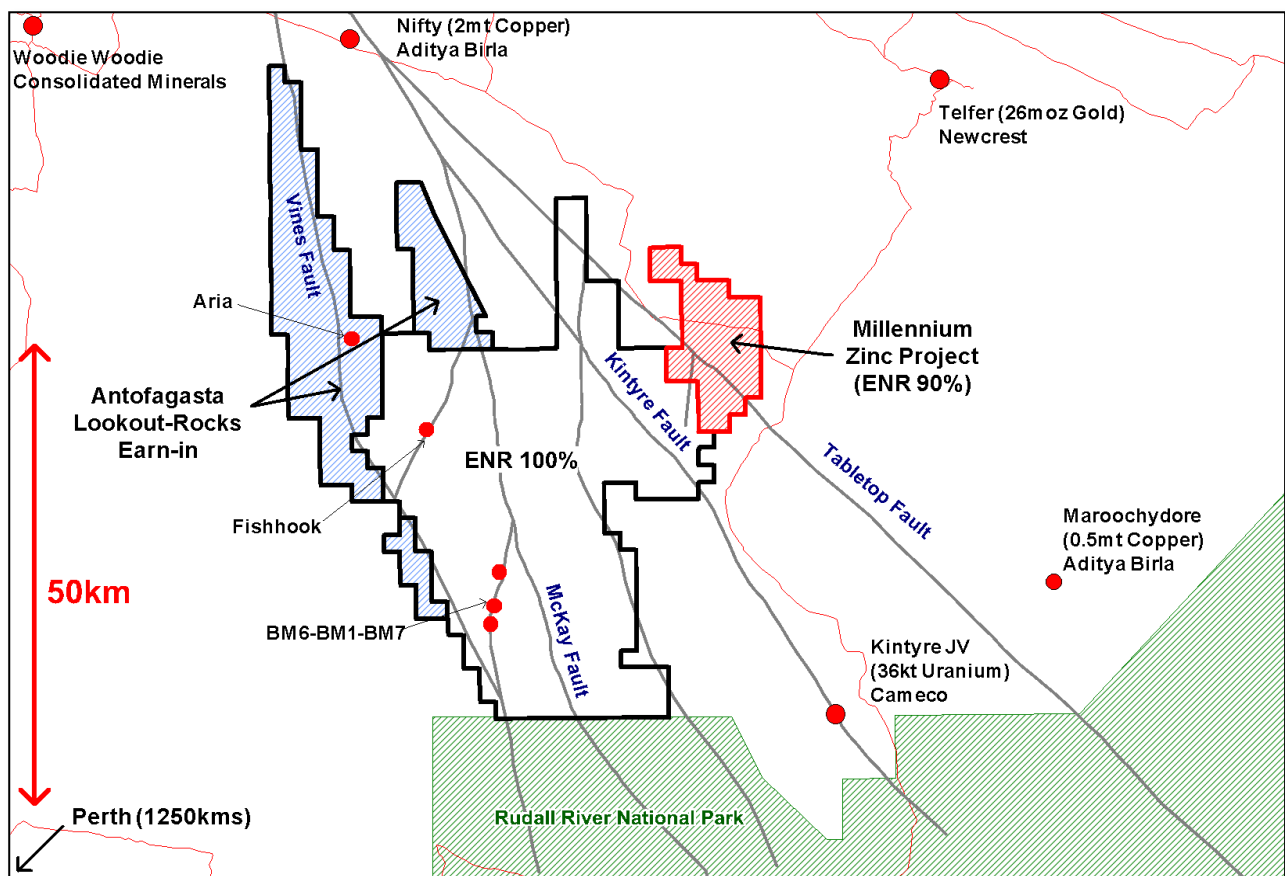 Nifty (2mt Copper)
Aditya Birla
Woodie Woodie
Consolidated Minerals
Telfer (26moz Gold)
Newcrest
Vines Fault
Aria
Millennium
Zinc Project
(ENR 90%)
Kintyre Fault
Antofagasta
Lookout-Rocks
Earn-in
ENR 100%
Tabletop Fault
Fishhook
Maroochydore
(0.5mt Copper)
Aditya Birla
50km
McKay Fault
BM6-BM1-BM7
Kintyre JV
(36kt Uranium)
Cameco
Perth (1250kms)
Rudall River National Park